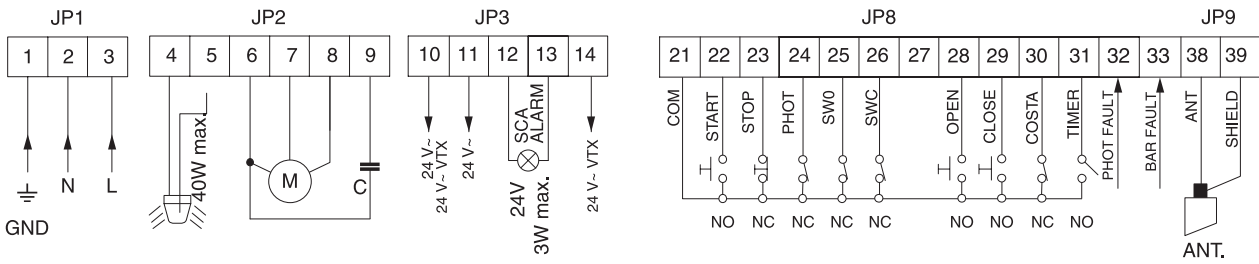 JP1 JP2 JP3 JP8 JP9
1 2 3 4 5 6 7 8 9 10 11 12 13 14 21 22 23 24 25 26 27 28 29 30 31 32 33 38 39
GND
N
L
40W max.
M
C
24 V~
24 V~ VTX
24 V~
SCA
ALARM
24V
3W max.
24 V~ VTX
COM
START
STOP
PHOT
SW0
SWC
OPEN
CLOSE
COSTA
TIMER
PHOT FAULT
BAR FAULT
ANT
SHIELD
NO NC NC NC NC NO NO NC NO
ANT.